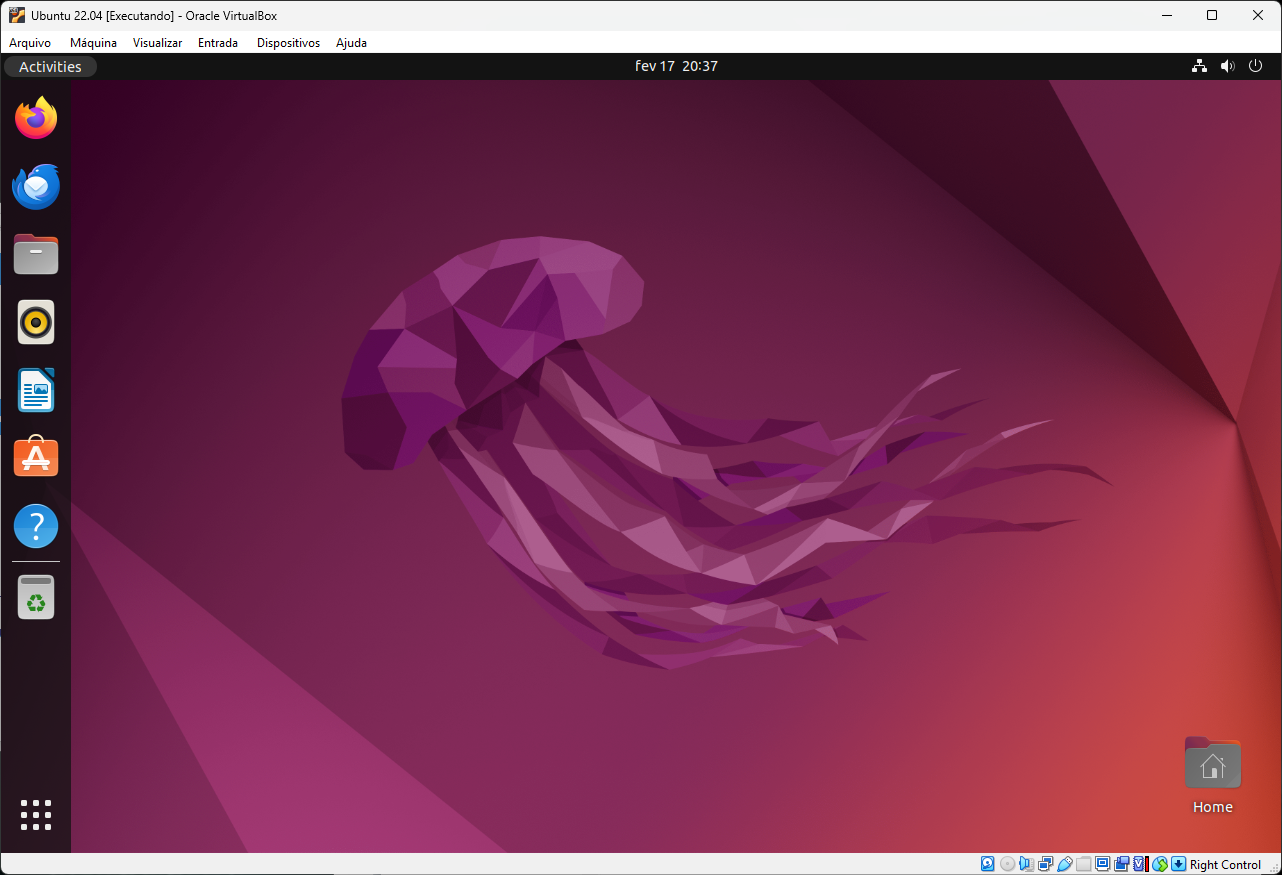 Ubuntu 22.04 [Executando] - Oracle VirtualBox
Arquivo Máquina Visualizar Entrada Dispositivos Ajuda
Activities fev 17 20:37
?
Home
Right Control